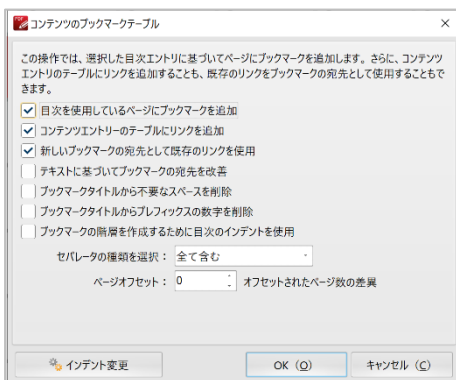 コンテンツのブックマークテーブル
この操作では、選択した目次エントリに基づいてページにブックマークを追加します。さらに、コンテンツ
エントリのテーブルにリンクを追加することも、既存のリンクをブックマークの宛先として使用することもで
きます。
目次を使用しているページにブックマークを追加
コンテンツエントリーのテーブルにリンクを追加
新しいブックマークの宛先として既存のリンクを使用
テキストに基づいてブックマークの宛先を改善
ブックマークタイトルから不要なスペースを削除
ブックマークタイトルからプレフィックスの数字を削除
ブックマークの階層を作成するために目次のインデントを使用
セパレータの種類を選択： 全て含む
ページオフセット： 0 オフセットされたページ数の差異
インデント変更 OK（O） キャンセル（C）